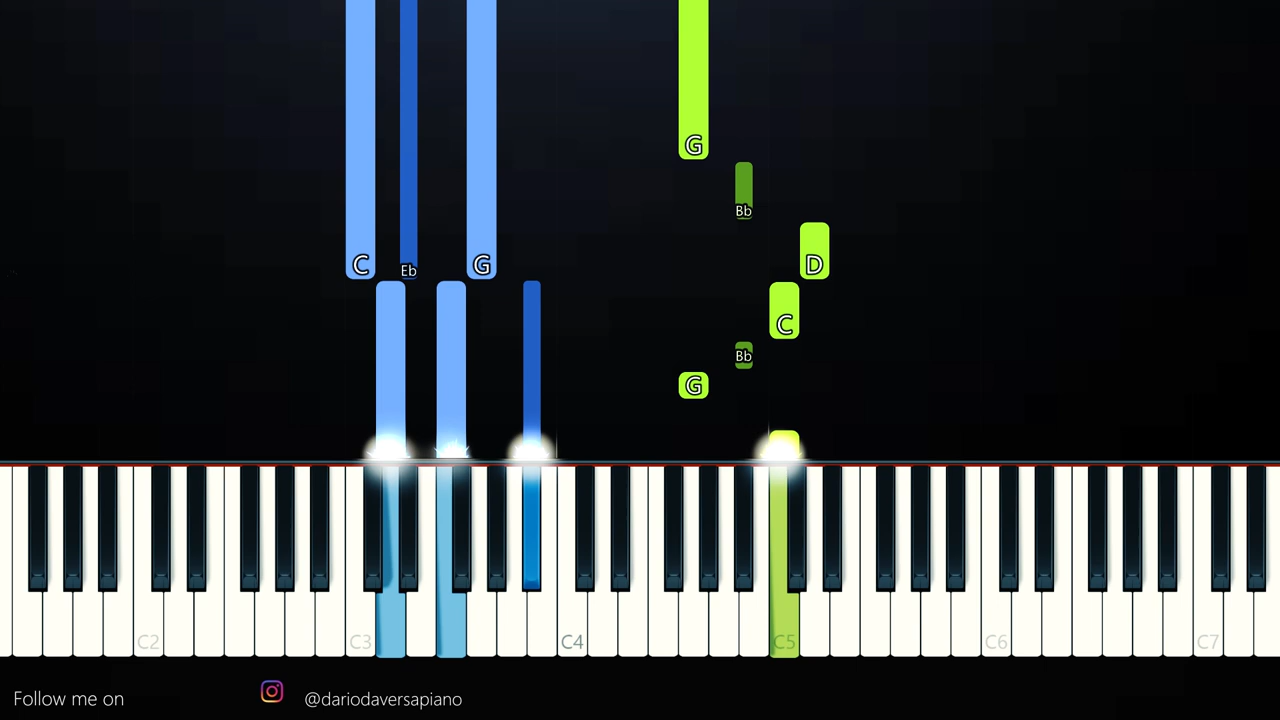 G
Bb
C Eb G D
C
Bb
G
C2 C3 C4 C5 C6 C7
Follow me on @dariodaversapiano